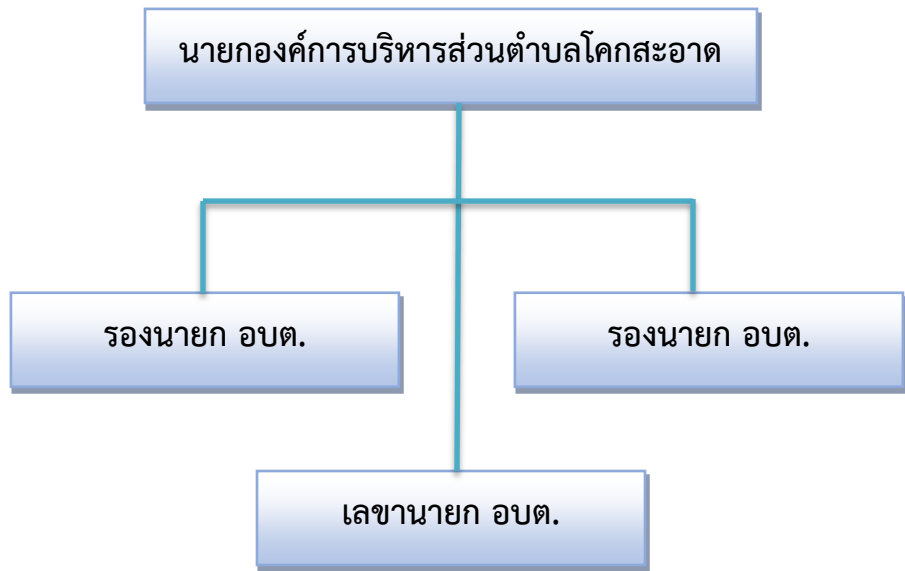 นายกองค์การบริหารส่วนตำบลโคกสะอาด
รองนายก อบต.
รองนายก อบต.
เลขานายก อบต.